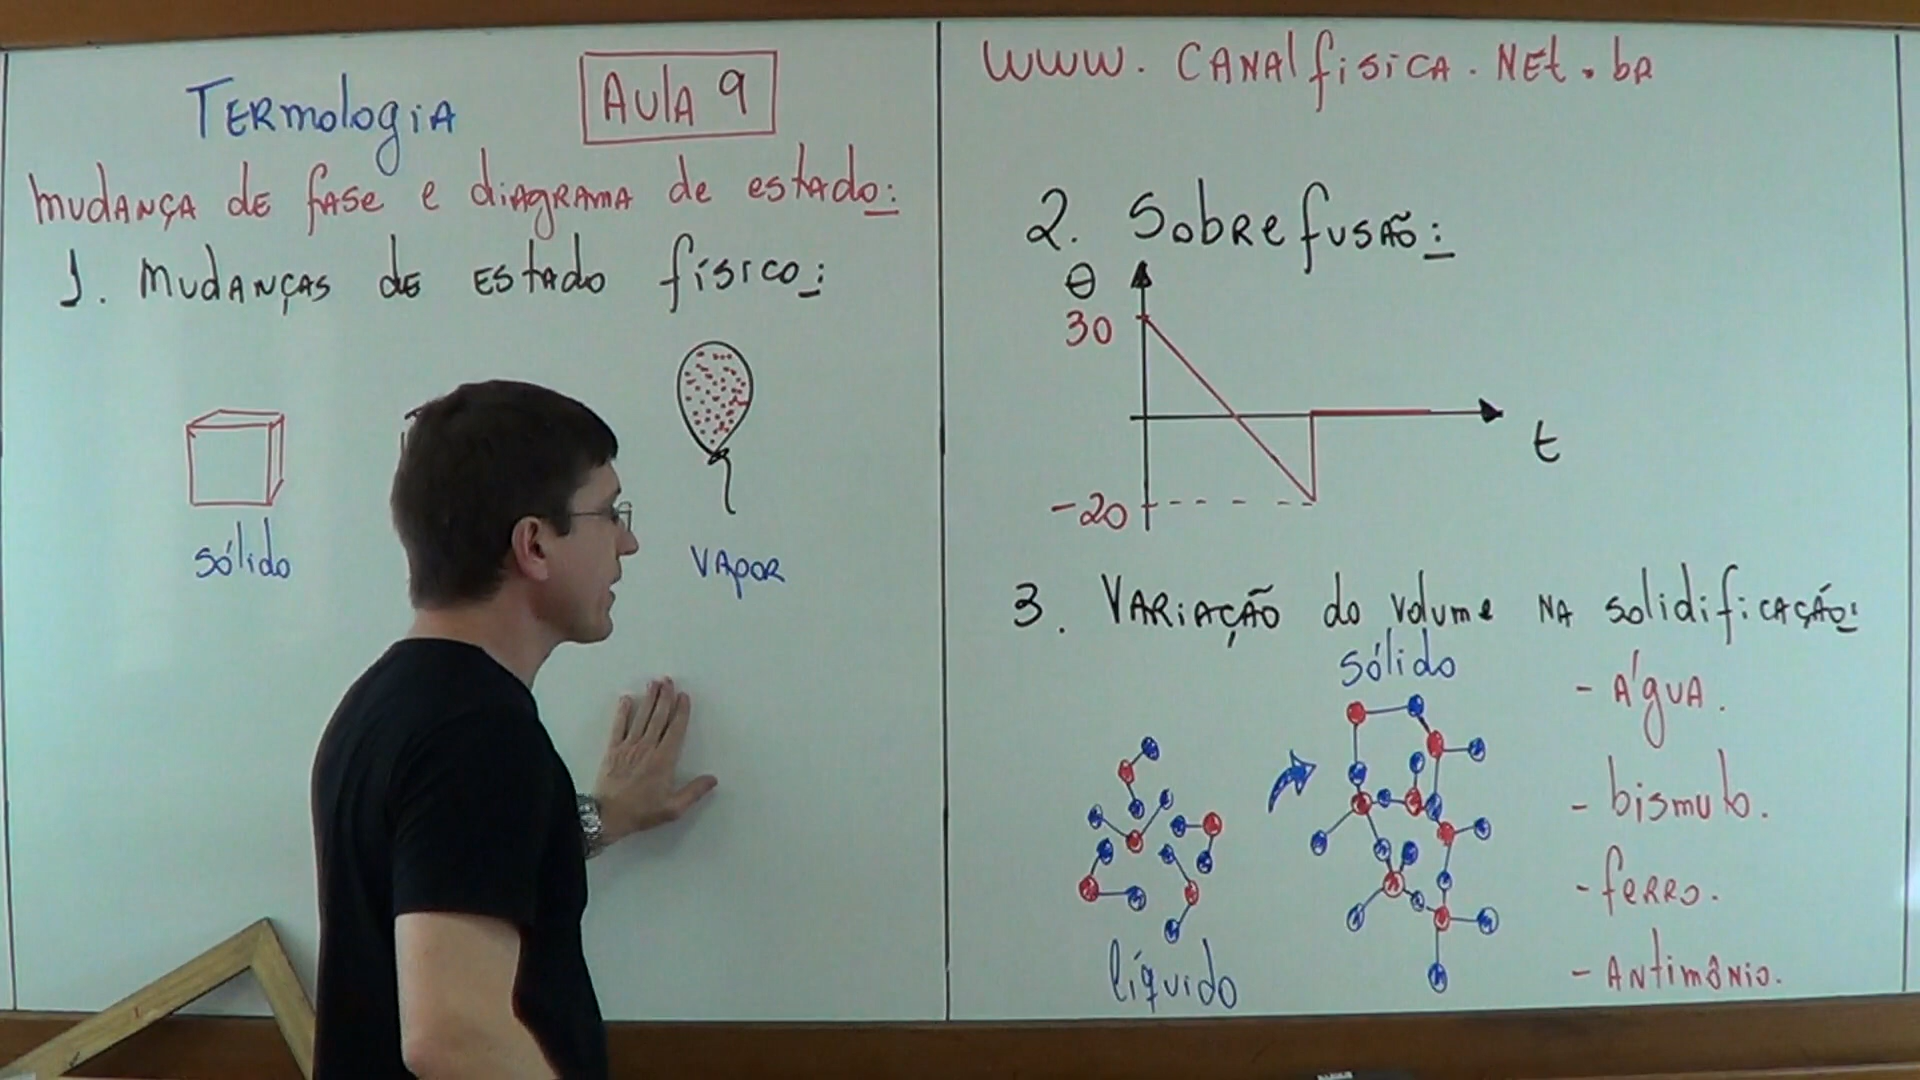 Termologia
Aula 9
mudança de fase e diagrama de estado:
1. mudanças de estado físico:
sólido
vapor
www.canalfisica.net.br
2. Sobrefusão:
θ
30
t
-20
3. Variação do volume na solidificação:
sólido
- água.
- bismuto.
- ferro.
- antimônio.
líquido